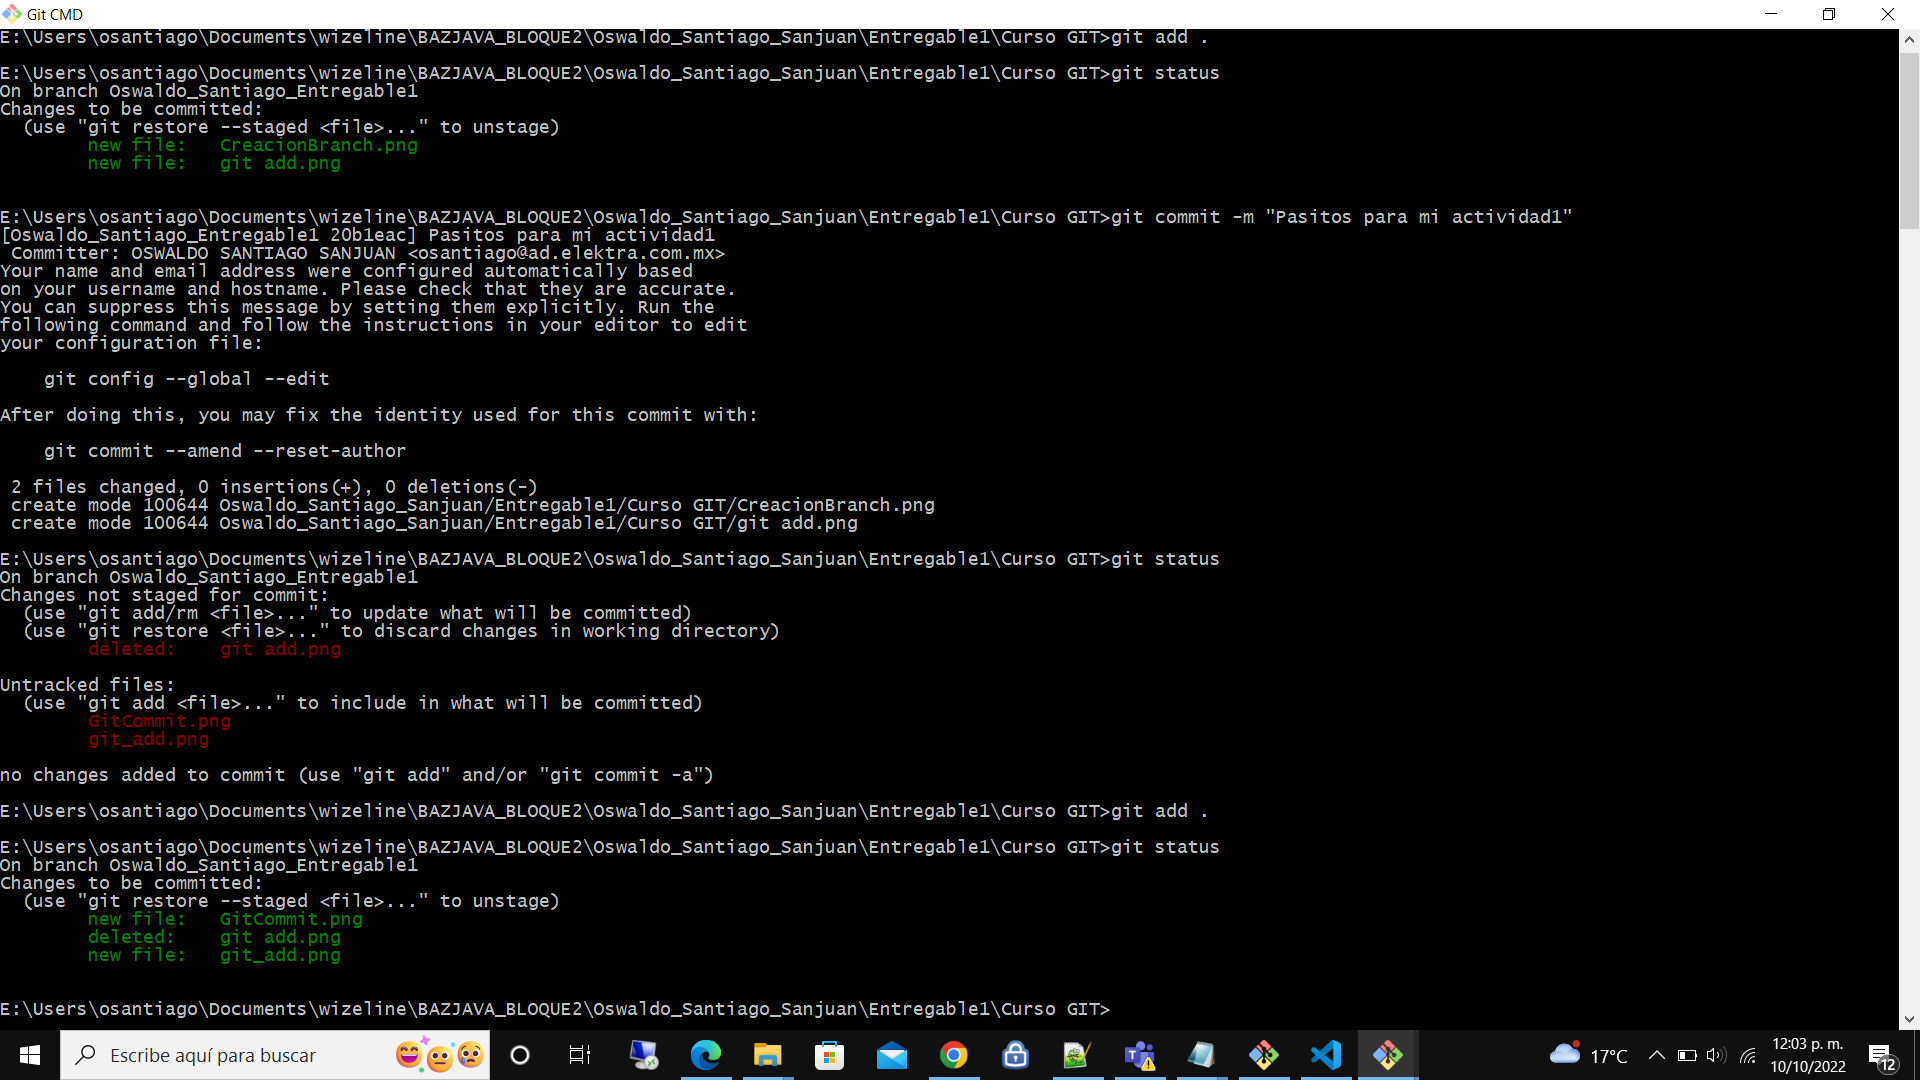 Git CMD
E:\Users\osantiago\Documents\wizeline\BAZJAVA_BLOQUE2\Oswaldo_Santiago_Sanjuan\Entregable1\Curso GIT>git add .
E:\Users\osantiago\Documents\wizeline\BAZJAVA_BLOQUE2\Oswaldo_Santiago_Sanjuan\Entregable1\Curso GIT>git status
On branch Oswaldo_Santiago_Entregable1
Changes to be committed:
  (use "git restore --staged <file>..." to unstage)
        new file:   CreacionBranch.png
        new file:   git add.png
E:\Users\osantiago\Documents\wizeline\BAZJAVA_BLOQUE2\Oswaldo_Santiago_Sanjuan\Entregable1\Curso GIT>git commit -m "Pasitos para mi actividad1"
[Oswaldo_Santiago_Entregable1 20b1eac] Pasitos para mi actividad1
 Committer: OSWALDO SANTIAGO SANJUAN <osantiago@ad.elektra.com.mx>
Your name and email address were configured automatically based
on your username and hostname. Please check that they are accurate.
You can suppress this message by setting them explicitly. Run the
following command and follow the instructions in your editor to edit
your configuration file:
    git config --global --edit
After doing this, you may fix the identity used for this commit with:
    git commit --amend --reset-author
 2 files changed, 0 insertions(+), 0 deletions(-)
 create mode 100644 Oswaldo_Santiago_Sanjuan/Entregable1/Curso GIT/CreacionBranch.png
 create mode 100644 Oswaldo_Santiago_Sanjuan/Entregable1/Curso GIT/git add.png
E:\Users\osantiago\Documents\wizeline\BAZJAVA_BLOQUE2\Oswaldo_Santiago_Sanjuan\Entregable1\Curso GIT>git status
On branch Oswaldo_Santiago_Entregable1
Changes not staged for commit:
  (use "git add/rm <file>..." to update what will be committed)
  (use "git restore <file>..." to discard changes in working directory)
        deleted:    git add.png
Untracked files:
  (use "git add <file>..." to include in what will be committed)
        GitCommit.png
        git_add.png
no changes added to commit (use "git add" and/or "git commit -a")
E:\Users\osantiago\Documents\wizeline\BAZJAVA_BLOQUE2\Oswaldo_Santiago_Sanjuan\Entregable1\Curso GIT>git add .
E:\Users\osantiago\Documents\wizeline\BAZJAVA_BLOQUE2\Oswaldo_Santiago_Sanjuan\Entregable1\Curso GIT>git status
On branch Oswaldo_Santiago_Entregable1
Changes to be committed:
  (use "git restore --staged <file>..." to unstage)
        new file:   GitCommit.png
        deleted:    git add.png
        new file:   git_add.png
E:\Users\osantiago\Documents\wizeline\BAZJAVA_BLOQUE2\Oswaldo_Santiago_Sanjuan\Entregable1\Curso GIT>
Escribe aquí para buscar
17°C
12:03 p. m.
10/10/2022
12